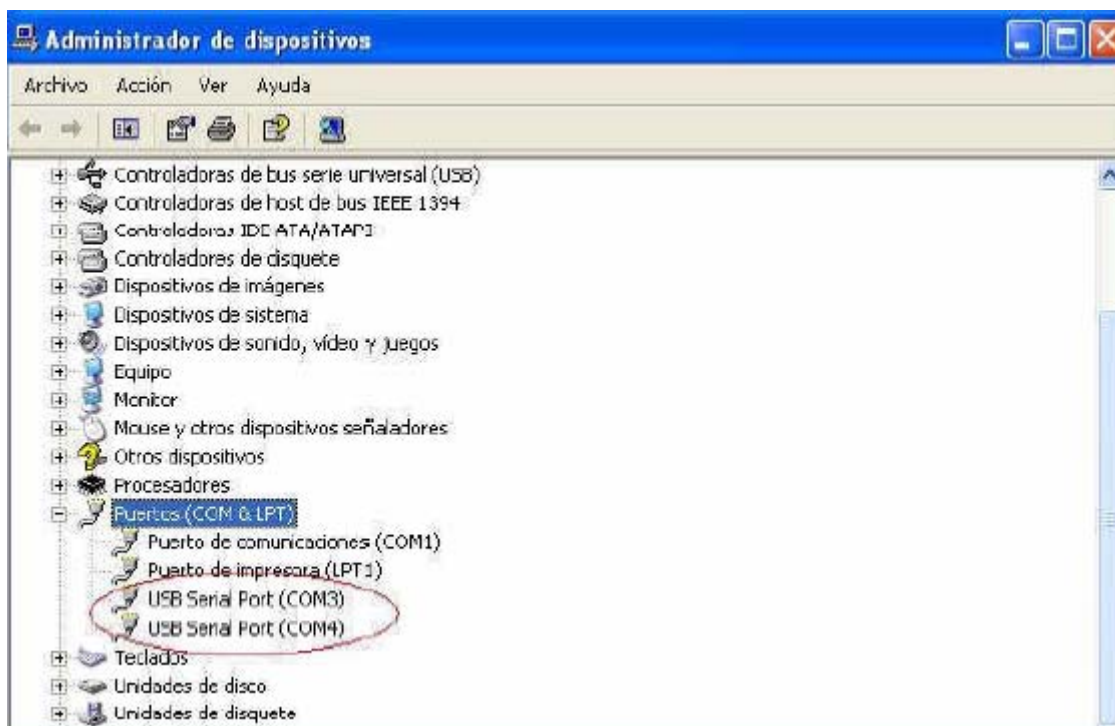 Administrador de dispositivos
Archivo Acción Ver Ayuda
Controladoras de bus serie universal (USB)
Controladoras de host de bus IEEE 1394
Controladoras IDE ATA/ATAPI
Controladores de disquete
Dispositivos de imágenes
Dispositivos de sistema
Dispositivos de sonido, vídeo y juegos
Equipo
Monitor
Mouse y otros dispositivos señaladores
Otros dispositivos
Procesadores
Puertos (COM & LPT)
Puerto de comunicaciones (COM1)
Puerto de impresora (LPT1)
USB Serial Port (COM3)
USB Serial Port (COM4)
Teclados
Unidades de disco
Unidades de disquete